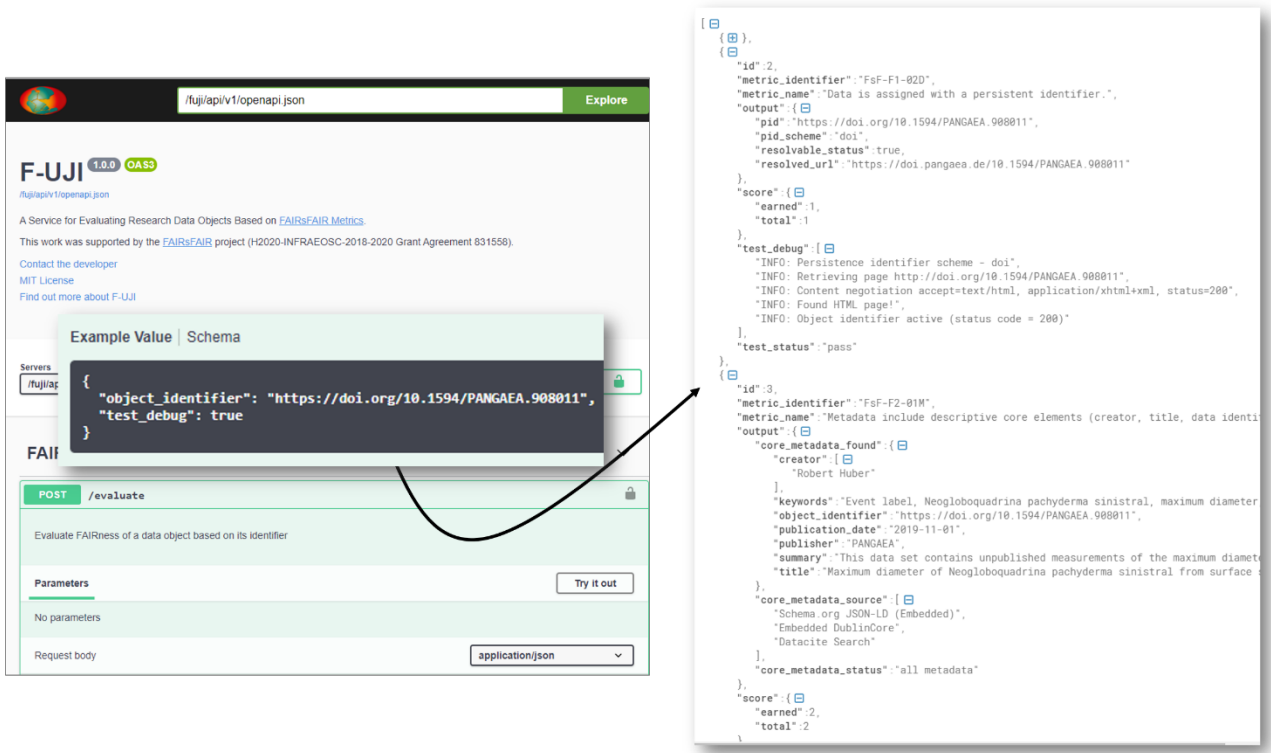 /fuji/api/v1/openapi.json
Explore
F-UJI 1.0.0 OAS3
/fuji/api/v1/openapi.json
A Service for Evaluating Research Data Objects Based on FAIRsFAIR Metrics.
This work was supported by the FAIRsFAIR project (H2020-INFRAEOSC-2018-2020 Grant Agreement 831558).
Contact the developer
MIT License
Find out more about F-UJI
Example Value | Schema
{
"object_identifier": "https://doi.org/10.1594/PANGAEA.908011",
"test_debug": true
}
Servers
/fuji/ap
FAI
POST /evaluate
Evaluate FAIRness of a data object based on its identifier
Parameters
Try it out
No parameters
Request body
application/json
[
{ },
{
"id":2,
"metric_identifier":"FsF-F1-02D",
"metric_name":"Data is assigned with a persistent identifier.",
"output":{
"pid":"https://doi.org/10.1594/PANGAEA.908011",
"pid_scheme":"doi",
"resolvable_status":true,
"resolved_url":"https://doi.pangaea.de/10.1594/PANGAEA.908011"
},
"score":{
"earned":1,
"total":1
},
"test_debug":[
"INFO: Persistence identifier scheme - doi",
"INFO: Retrieving page http://doi.org/10.1594/PANGAEA.908011",
"INFO: Content negotiation accept=text/html, application/xhtml+xml, status=200",
"INFO: Found HTML page!",
"INFO: Object identifier active (status code = 200)"
],
"test_status":"pass"
},
{
"id":3,
"metric_identifier":"FsF-F2-01M",
"metric_name":"Metadata include descriptive core elements (creator, title, data identi
"output":{
"core_metadata_found":{
"creator":[
"Robert Huber"
],
"keywords":"Event label, Neogloboquadrina pachyderma sinistral, maximum diameter
"object_identifier":"https://doi.org/10.1594/PANGAEA.908011",
"publication_date":"2019-11-01",
"publisher":"PANGAEA",
"summary":"This data set contains unpublished measurements of the maximum diamet
"title":"Maximum diameter of Neogloboquadrina pachyderma sinistral from surface s
},
"core_metadata_source":[
"Schema.org JSON-LD (Embedded)",
"Embedded DublinCore",
"Datacite Search"
],
"core_metadata_status":"all metadata"
},
"score":{
"earned":2,
"total":2